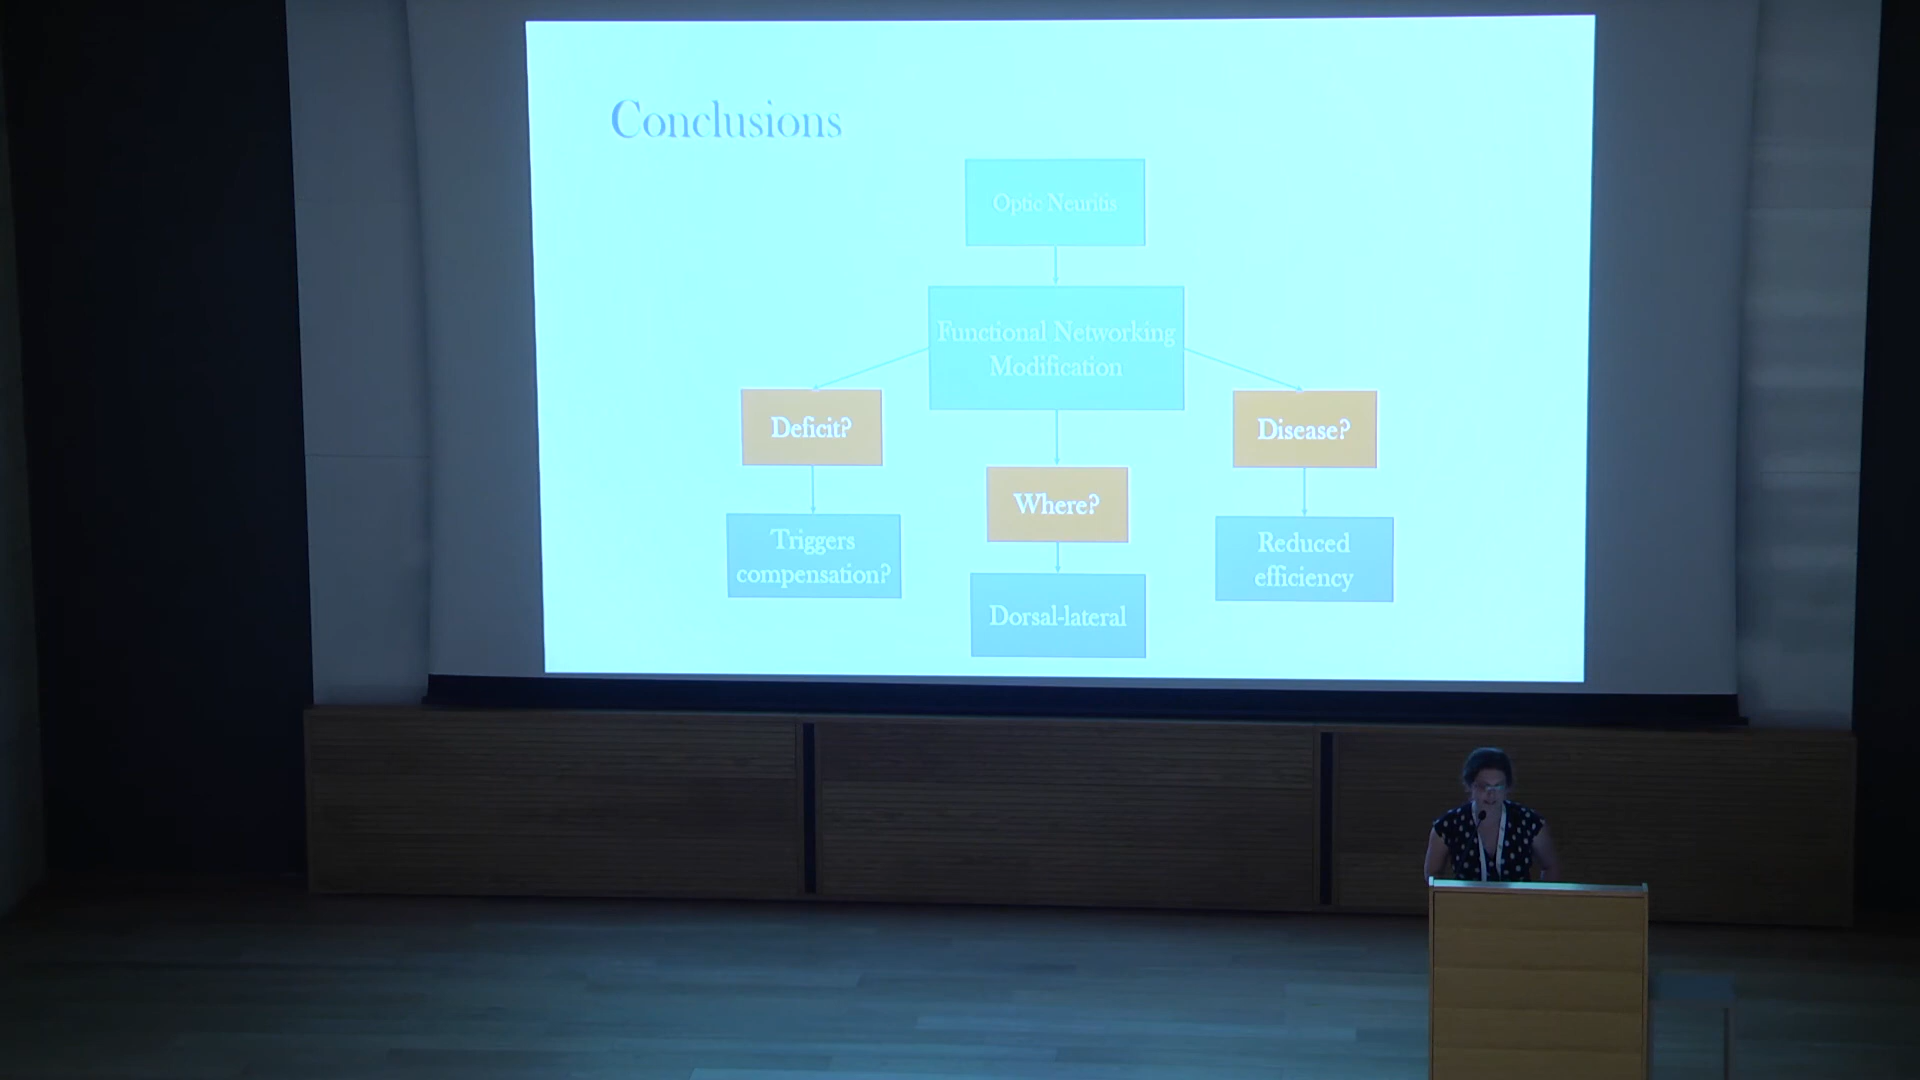 Conclusions
Optic Neuritis
Functional Networking
Modification
Deficit?
Disease?
Where?
Triggers
compensation?
Reduced
efficiency
Dorsal-lateral